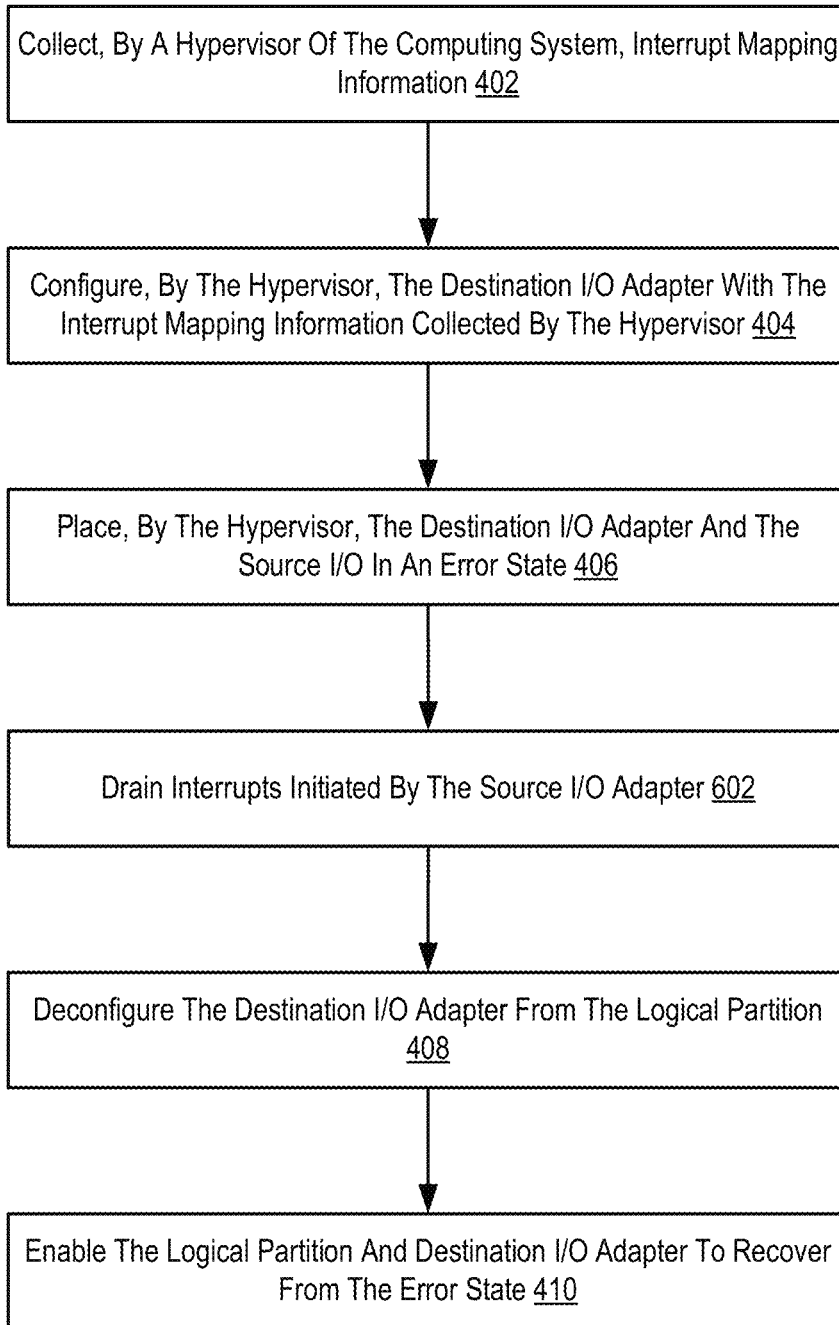 Collect, By A Hypervisor Of The Computing System, Interrupt Mapping
Information 402
Configure, By The Hypervisor, The Destination I/O Adapter With The
Interrupt Mapping Information Collected By The Hypervisor 404
Place, By The Hypervisor, The Destination I/O Adapter And The
Source I/O In An Error State 406
Drain Interrupts Initiated By The Source I/O Adapter 602
Deconfigure The Destination I/O Adapter From The Logical Partition
408
Enable The Logical Partition And Destination I/O Adapter To Recover
From The Error State 410